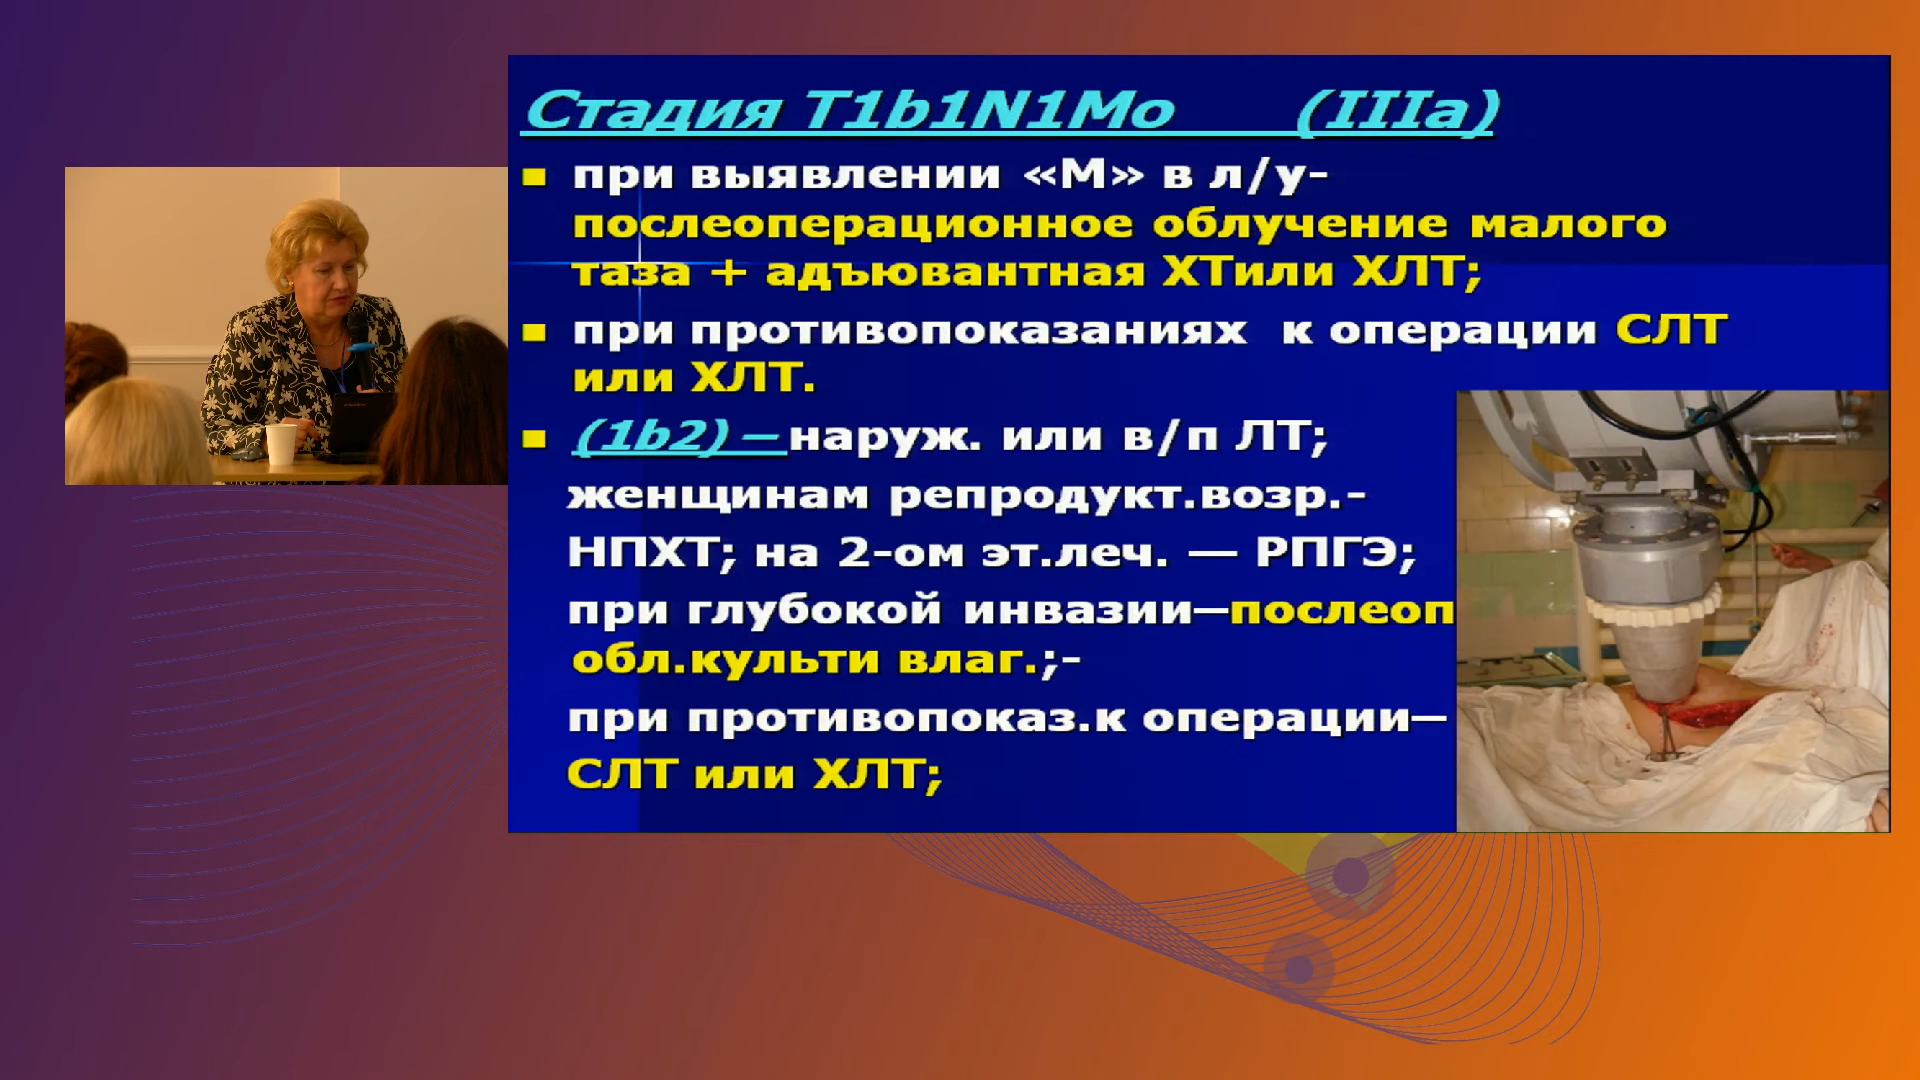 Стадия T1b1N1Mo (IIIa)
при выявлении «М» в л/у-
послеоперационное облучение малого
таза + адъювантная ХТили ХЛТ;
при противопоказаниях к операции СЛТ
или ХЛТ.
(1b2) – наруж. или в/п ЛТ;
женщинам репродукт.возр.-
НПХТ; на 2-ом эт.леч. — РПГЭ;
при глубокой инвазии—послеоп
обл.культи влаг.;-
при противопоказ.к операции—
СЛТ или ХЛТ;